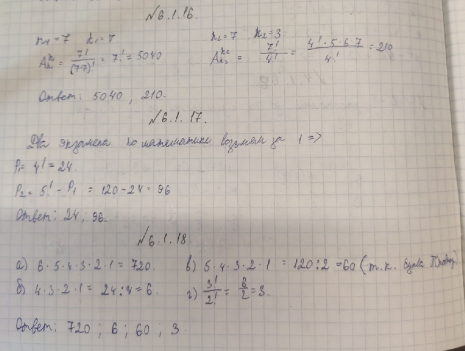 №6.1.16
n₁=7 k₁=7 n₂=7 k₂=3
A = 7!/(7-7)! = 7! = 5040 A = 7!/4! = 4!·5·6·7/4! = 210
Ответ: 5040, 210.
№6.1.17.
Два экзамена по математике возьмем за 1 =>
P₁= 4! = 24
P₂ = 5! - P₁ = 120-24 = 96
Ответ: 24, 96.
№6.1.18.
а) 6·5·4·3·2·1 = 720 в) 5·4·3·2·1 = 120:2 = 60 (т.к. буква
б) 4·3·2·1 = 24:4 = 6. г) 3!/2! = 6/2 = 3.
Ответ: 720; 6; 60; 3